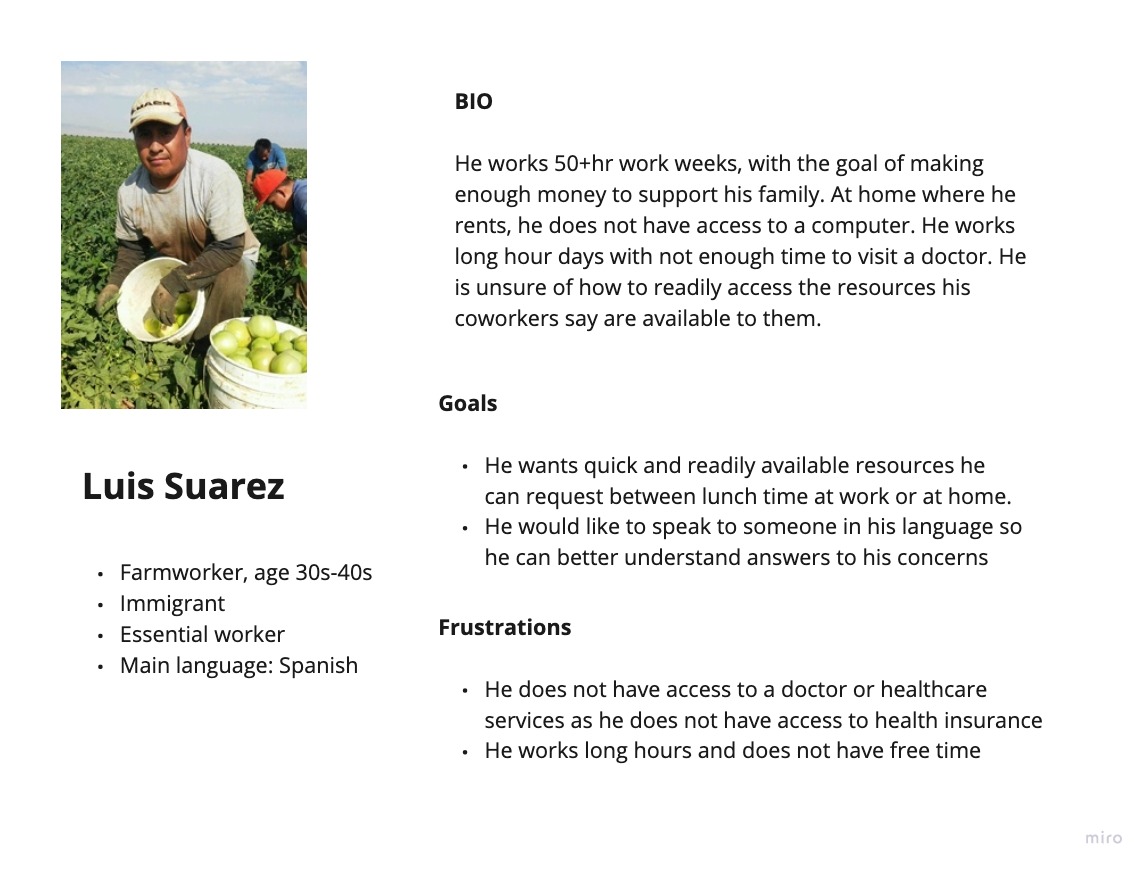 BIO
He works 50+hr work weeks, with the goal of making
enough money to support his family. At home where he
rents, he does not have access to a computer. He works
long hour days with not enough time to visit a doctor. He
is unsure of how to readily access the resources his
coworkers say are available to them.
Goals
• He wants quick and readily available resources he
can request between lunch time at work or at home.
• He would like to speak to someone in his language so
he can better understand answers to his concerns
Frustrations
• He does not have access to a doctor or healthcare
services as he does not have access to health insurance
• He works long hours and does not have free time
Luis Suarez
• Farmworker, age 30s-40s
• Immigrant
• Essential worker
• Main language: Spanish
miro